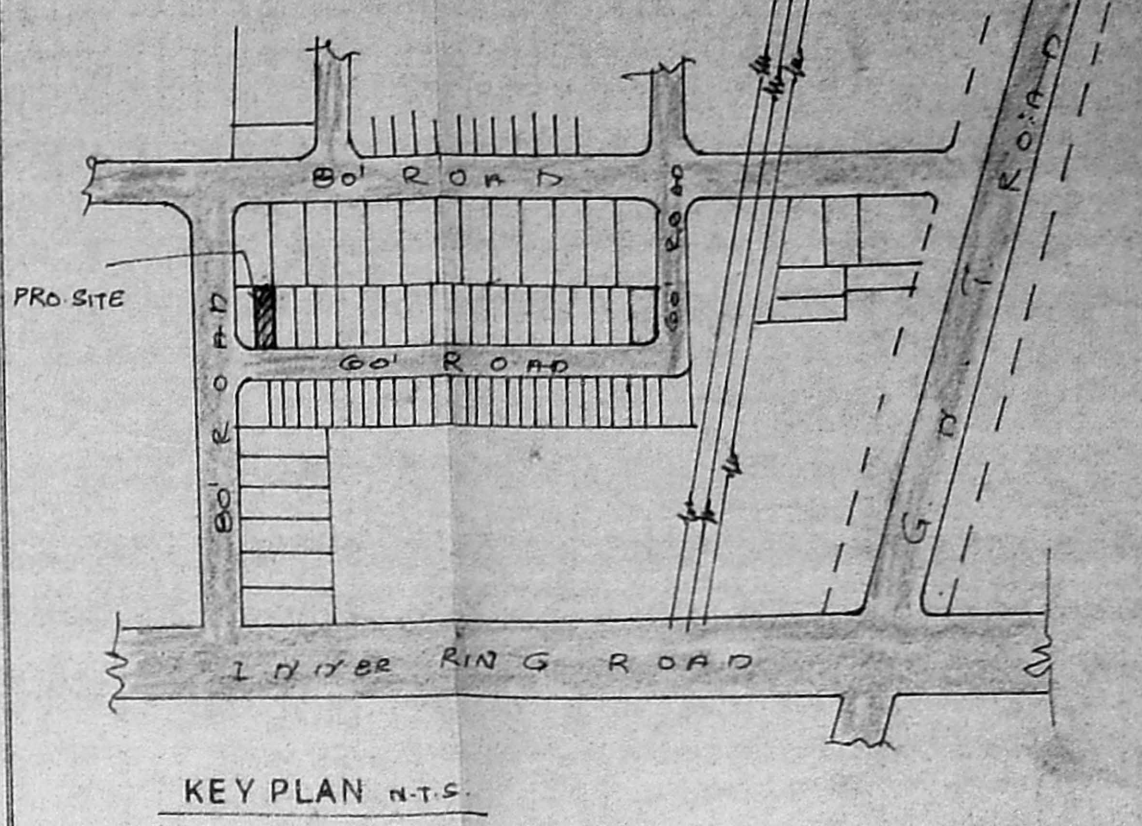 80' ROAD
60' ROAD
G.T. ROAD
PRO. SITE
60' ROAD
80' ROAD
INNER RING ROAD
KEY PLAN N.T.S.